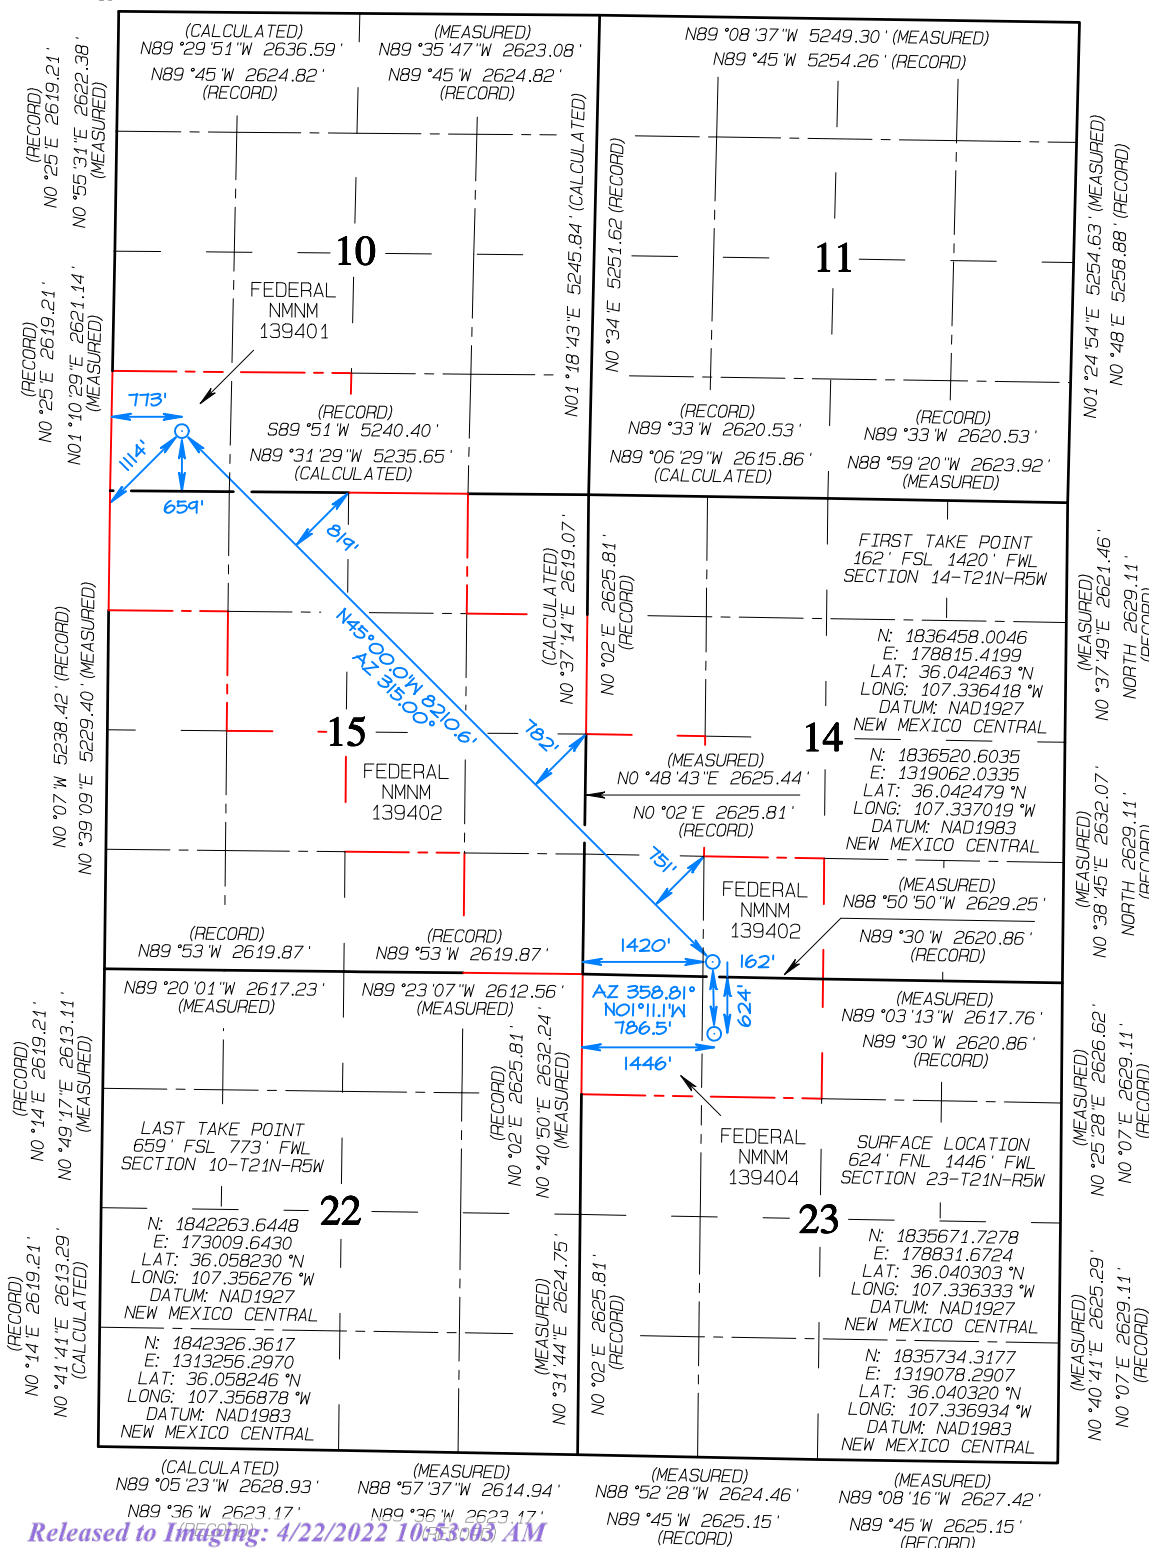 (CALCULATED)
N89°29'51"W 2636.59'
N89°45'W 2624.82'
(RECORD)
(MEASURED)
N89°35'47"W 2623.08'
N89°45'W 2624.82'
(RECORD)
N89°08'37"W 5249.30' (MEASURED)
N89°45'W 5254.26' (RECORD)
(RECORD)
N0°25'E 2619.21'
N0°55'31"E 2622.38'
(MEASURED)
(RECORD)
N0°25'E 2619.21'
N01°10'29"E 2621.14'
(MEASURED)
N01°18'43"E 5245.84' (CALCULATED)
N0°34'E 5251.62 (RECORD)
N01°24'54"E 5254.63' (MEASURED)
N0°48'E 5258.88' (RECORD)
10
11
FEDERAL
NMNM
139401
773'
1114'
659'
(RECORD)
S89°51'W 5240.40'
N89°31'29"W 5235.65'
(CALCULATED)
(RECORD)
N89°33'W 2620.53'
N89°06'29"W 2615.86'
(CALCULATED)
(RECORD)
N89°33'W 2620.53'
N88°59'20"W 2623.92'
(MEASURED)
819'
(CALCULATED)
N0°37'14"E 2619.07'
N0°02'E 2625.81'
(RECORD)
FIRST TAKE POINT
162' FSL 1420' FWL
SECTION 14-T21N-R5W
N: 1836458.0046
E: 178815.4199
LAT: 36.042463°N
LONG: 107.336418°W
DATUM: NAD1927
NEW MEXICO CENTRAL
N: 1836520.6035
E: 1319062.0335
LAT: 36.042479°N
LONG: 107.337019°W
DATUM: NAD1983
NEW MEXICO CENTRAL
(MEASURED)
N0°37'49"E 2621.46'
NORTH 2629.11'
(RECORD)
N0°07'W 5238.42' (RECORD)
N0°39'09"E 5229.40' (MEASURED)
N45°00.0'W 8210.6'
AZ 315.00°
15
14
FEDERAL
NMNM
139402
782'
(MEASURED)
N0°48'43"E 2625.44'
N0°02'E 2625.81'
(RECORD)
(MEASURED)
N0°38'45"E 2632.07'
NORTH 2629.11'
(RECORD)
751'
FEDERAL
NMNM
139402
(MEASURED)
N88°50'50"W 2629.25'
N89°30'W 2620.86'
(RECORD)
(RECORD)
N89°53'W 2619.87'
(RECORD)
N89°53'W 2619.87'
1420'
162'
N89°20'01"W 2617.23'
(MEASURED)
N89°23'07"W 2612.56'
(MEASURED)
AZ 358.81°
N01°11.1'W
786.5'
624'
1446'
(MEASURED)
N89°03'13"W 2617.76'
N89°30'W 2620.86'
(RECORD)
(RECORD)
N0°14'E 2619.21'
N0°49'17"E 2613.11'
(MEASURED)
(RECORD)
N0°02'E 2625.81'
N0°40'50"E 2632.24'
(MEASURED)
(MEASURED)
N0°25'28"E 2626.62'
N0°07'E 2629.11'
(RECORD)
LAST TAKE POINT
659' FSL 773' FWL
SECTION 10-T21N-R5W
FEDERAL
NMNM
139404
SURFACE LOCATION
624' FNL 1446' FWL
SECTION 23-T21N-R5W
22
23
N: 1842263.6448
E: 173009.6430
LAT: 36.058230°N
LONG: 107.356276°W
DATUM: NAD1927
NEW MEXICO CENTRAL
N: 1842326.3617
E: 1313256.2970
LAT: 36.058246°N
LONG: 107.356878°W
DATUM: NAD1983
NEW MEXICO CENTRAL
N: 1835671.7278
E: 178831.6724
LAT: 36.040303°N
LONG: 107.336333°W
DATUM: NAD1927
NEW MEXICO CENTRAL
N: 1835734.3177
E: 1319078.2907
LAT: 36.040320°N
LONG: 107.336934°W
DATUM: NAD1983
NEW MEXICO CENTRAL
(RECORD)
N0°14'E 2619.21'
N0°41'41"E 2613.29'
(CALCULATED)
(MEASURED)
N0°31'44"E 2624.75'
N0°02'E 2625.81'
(RECORD)
(MEASURED)
N0°40'41"E 2625.29'
N0°07'E 2629.11'
(RECORD)
(CALCULATED)
N89°05'23"W 2628.93'
N89°36'W 2623.17'
(RECORD)
(MEASURED)
N88°57'37"W 2614.94'
N89°36'W 2623.17'
(RECORD)
(MEASURED)
N88°52'28"W 2624.46'
N89°45'W 2625.15'
(RECORD)
(MEASURED)
N89°08'16"W 2627.42'
N89°45'W 2625.15'
(RECORD)
Released to Imaging: 4/22/2022 10:53:03 AM